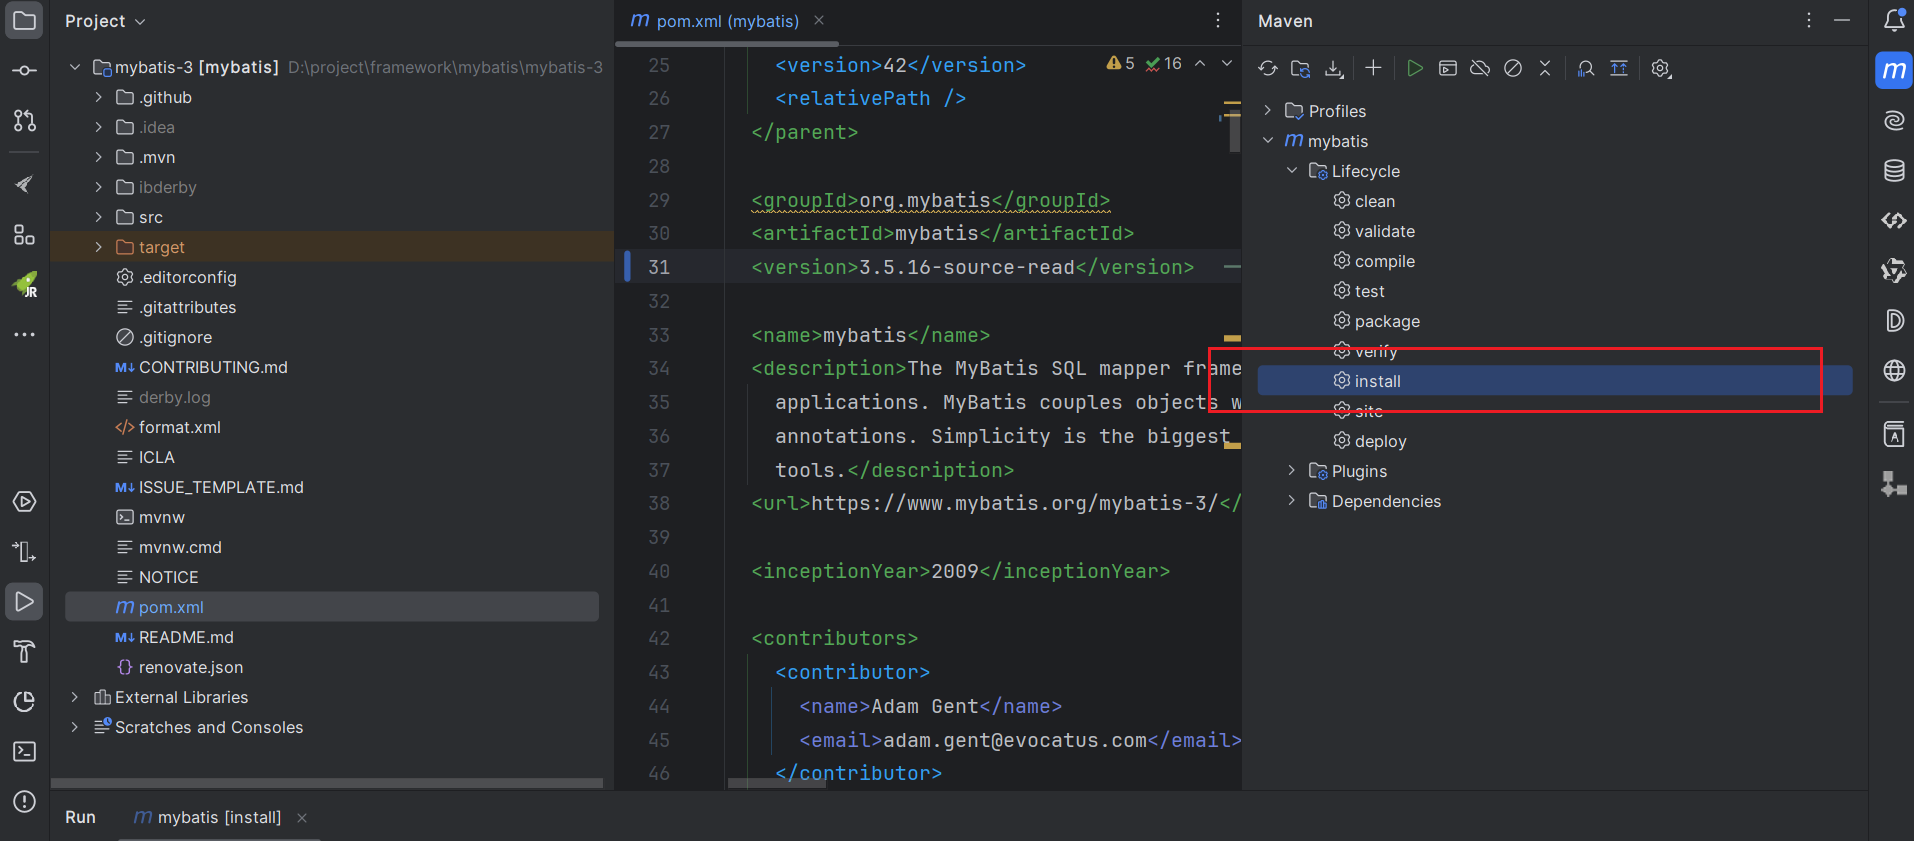 Project
mybatis-3 [mybatis] D:\project\framework\mybatis\mybatis-3
.github
.idea
.mvn
ibderby
src
target
.editorconfig
.gitattributes
.gitignore
M↓ CONTRIBUTING.md
derby.log
</> format.xml
ICLA
M↓ ISSUE_TEMPLATE.md
mvnw
mvnw.cmd
NOTICE
m pom.xml
M↓ README.md
{} renovate.json
External Libraries
Scratches and Consoles
JR
m pom.xml (mybatis)
5 16
25 <version>42</version>
26 <relativePath />
27 </parent>
28
29 <groupId>org.mybatis</groupId>
30 <artifactId>mybatis</artifactId>
31 <version>3.5.16-source-read</version>
32
33 <name>mybatis</name>
34 <description>The MyBatis SQL mapper frame
35 applications. MyBatis couples objects w
36 annotations. Simplicity is the biggest
37 tools.</description>
38 <url>https://www.mybatis.org/mybatis-3/</
39
40 <inceptionYear>2009</inceptionYear>
41
42 <contributors>
43 <contributor>
44 <name>Adam Gent</name>
45 <email>adam.gent@evocatus.com</email>
46 </contributor>
Maven
Profiles
m mybatis
Lifecycle
clean
validate
compile
test
package
verify
install
site
deploy
Plugins
Dependencies
m
D
A
Run m mybatis [install]